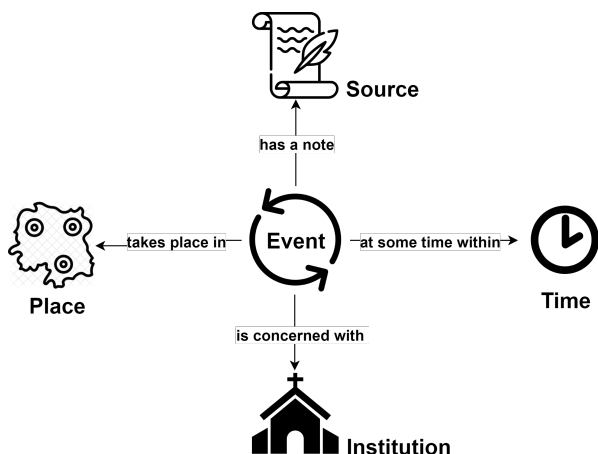 Source
has a note
takes place in
Event
at some time within
Place
Time
is concerned with
Institution